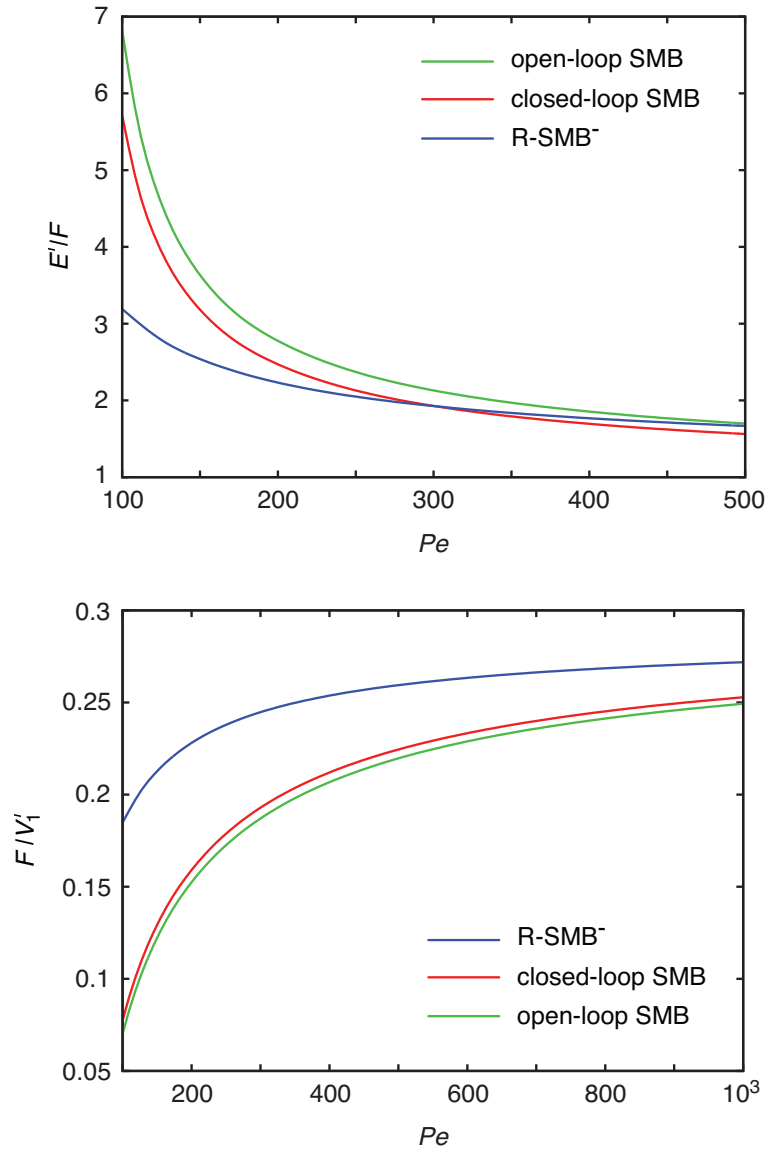 7
6
5
4
3
2
1
E'/F
open-loop SMB
closed-loop SMB
R-SMB⁻
100 200 300 400 500
Pe
0.3
0.25
0.2
0.15
0.1
0.05
F/V₁'
R-SMB⁻
closed-loop SMB
open-loop SMB
200 400 600 800 10³
Pe